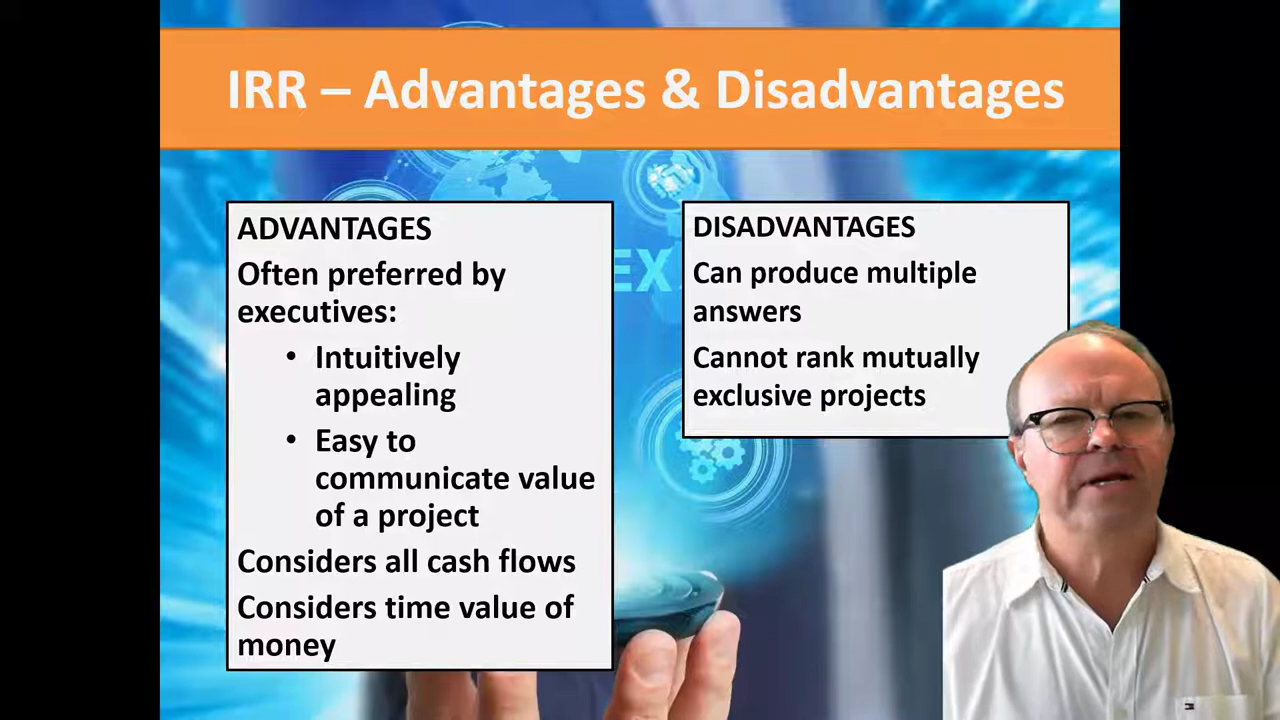 IRR – Advantages & Disadvantages
ADVANTAGES
Often preferred by
executives:
• Intuitively
appealing
• Easy to
communicate value
of a project
Considers all cash flows
Considers time value of
money
EX
DISADVANTAGES
Can produce multiple
answers
Cannot rank mutually
exclusive projects